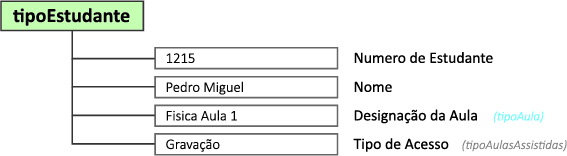 tipoEstudante
1215 Numero de Estudante
Pedro Miguel Nome
Fisica Aula 1 Designação da Aula (tipoAula)
Gravação Tipo de Acesso (tipoAulasAssistidas)